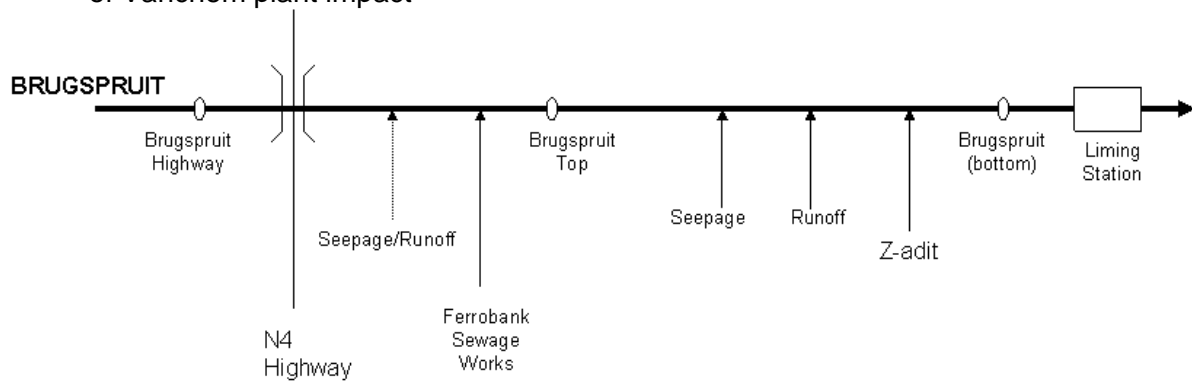 of Vanchem plant impact
BRUGSPRUIT
Brugspruit
Highway
Brugspruit
Top
Brugspruit
(bottom)
Liming
Station
Seepage/Runoff
Seepage
Runoff
Z-adit
Ferrobank
Sewage
Works
N4
Highway